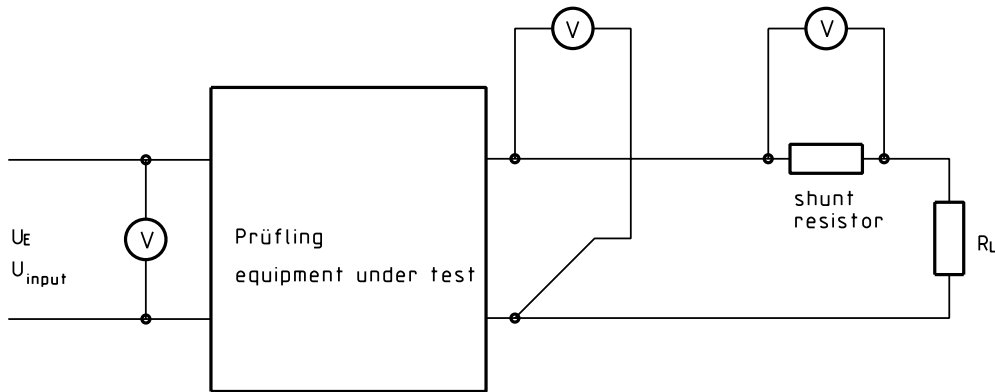 V
V
shunt
resistor
V
UE
Uinput
Prüfling
equipment under test
RL